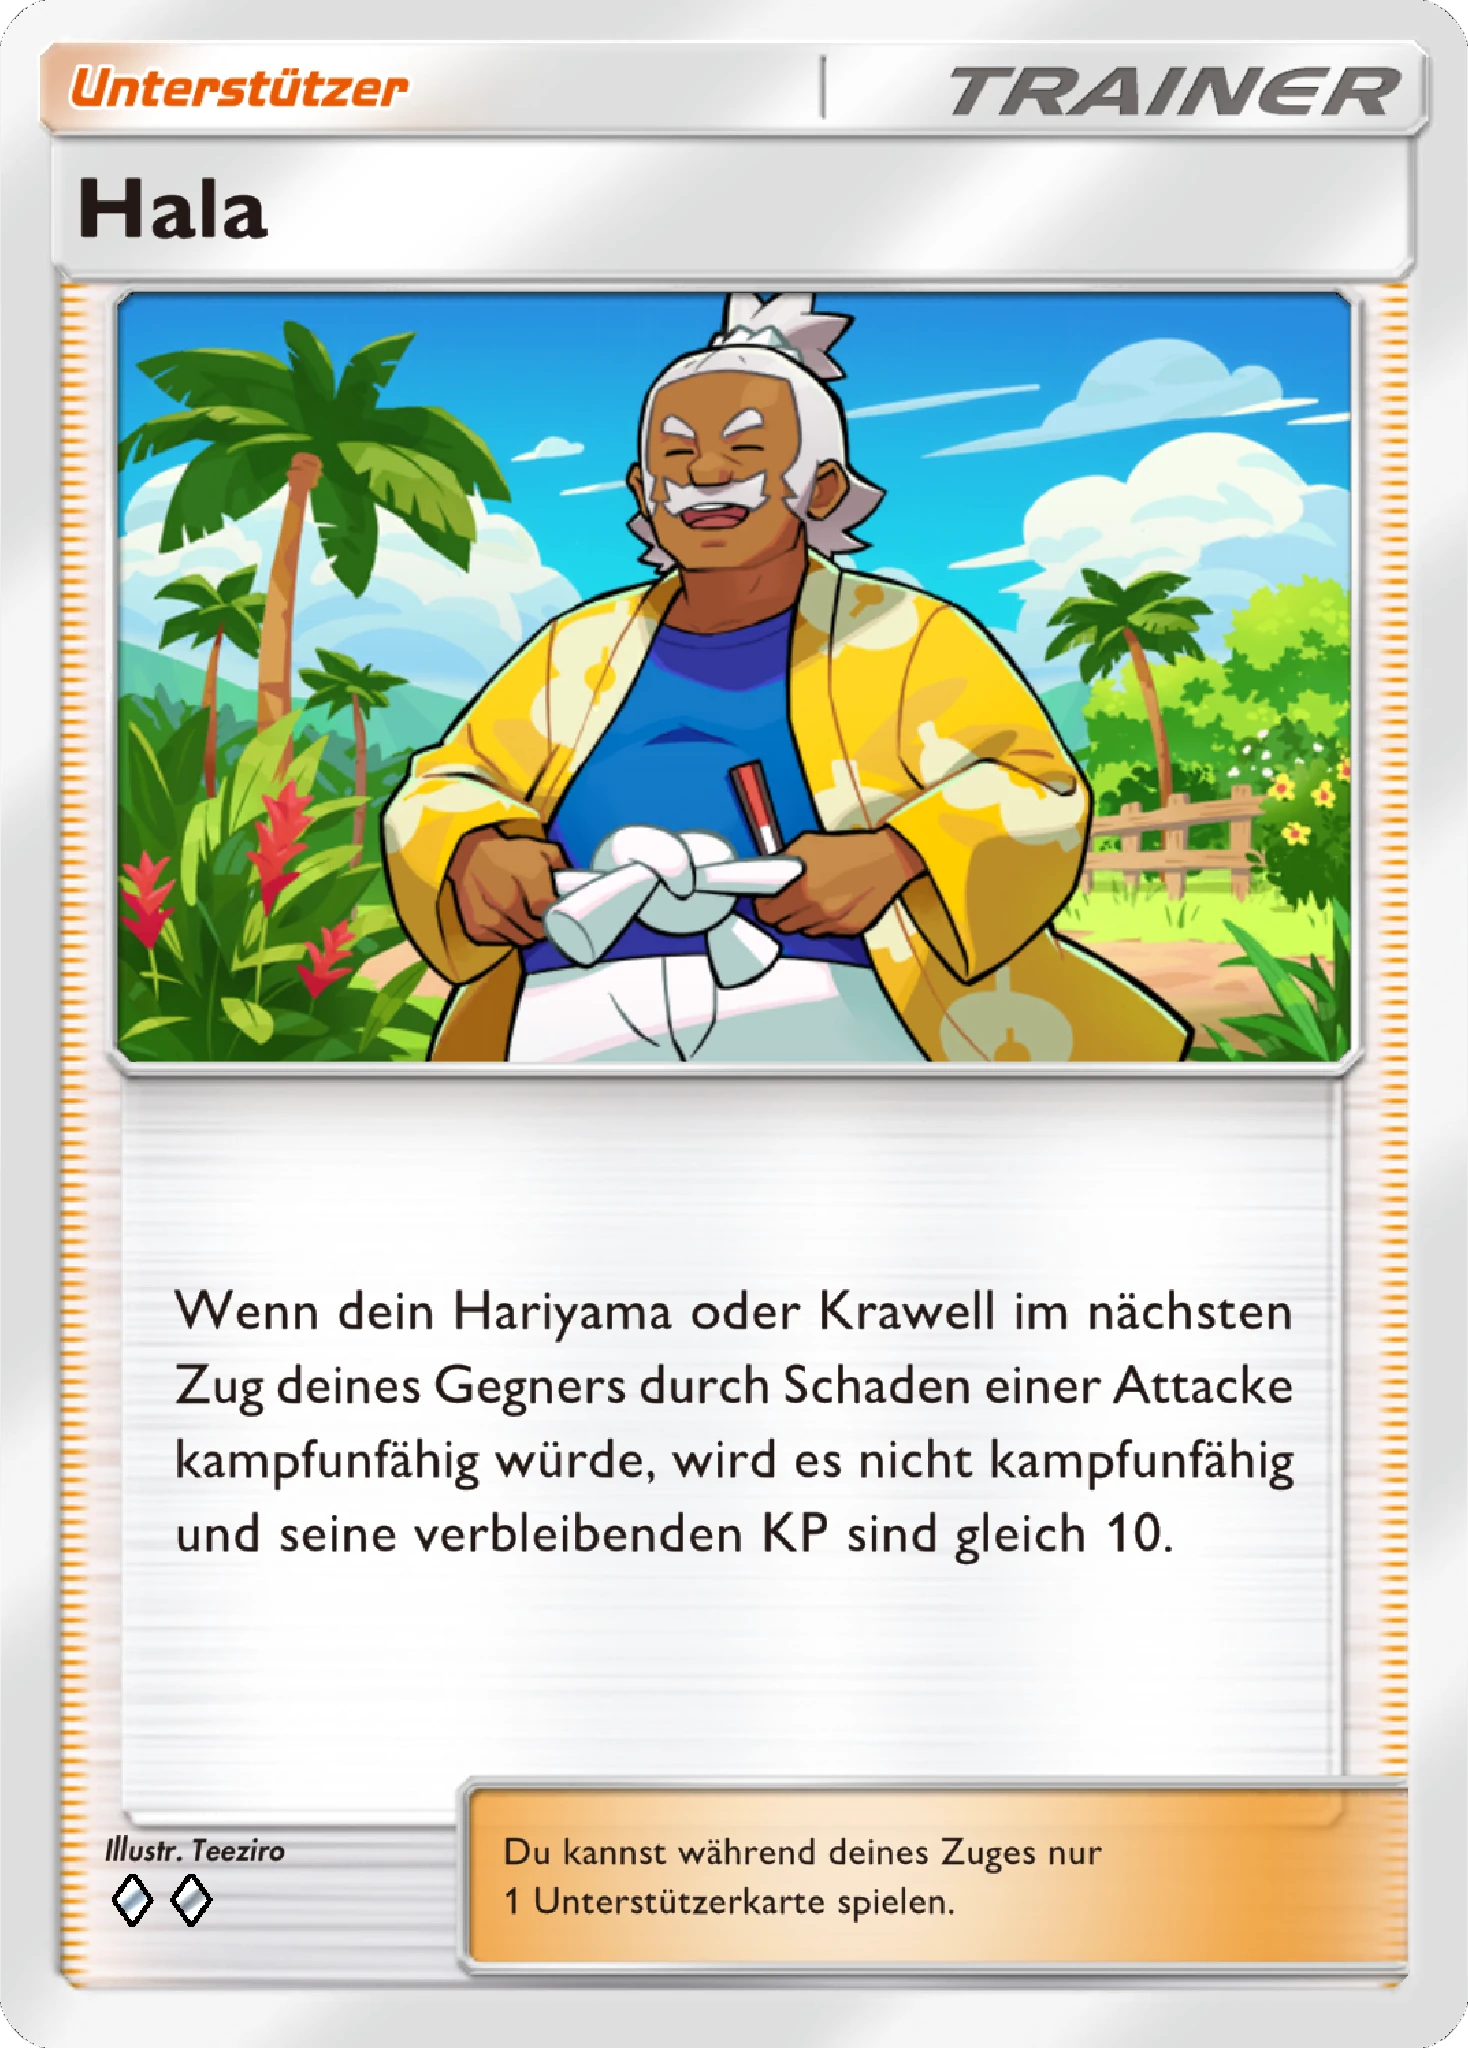 Unterstützer
TRAINER
Hala
Wenn dein Hariyama oder Krawell im nächsten
Zug deines Gegners durch Schaden einer Attacke
kampfunfähig würde, wird es nicht kampfunfähig
und seine verbleibenden KP sind gleich 10.
Illustr. Teeziro
Du kannst während deines Zuges nur
1 Unterstützerkarte spielen.